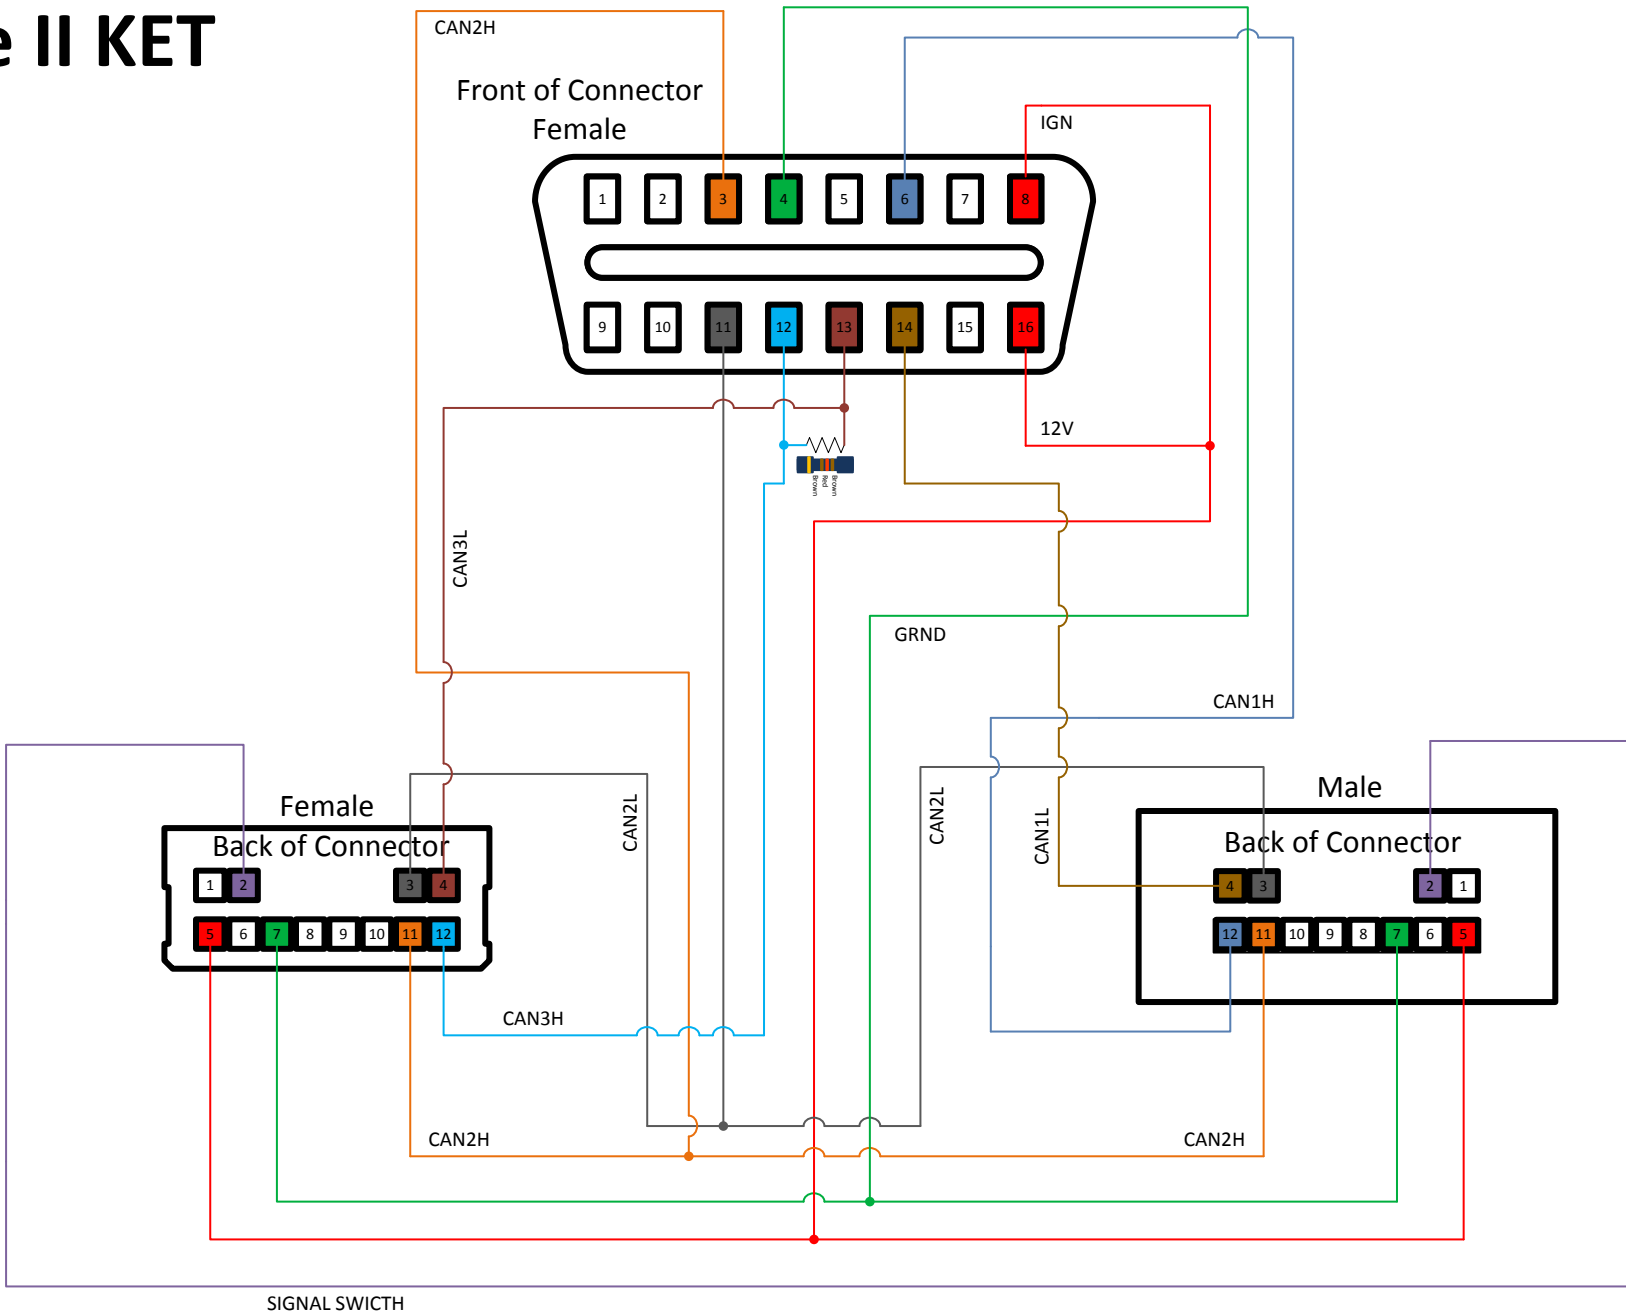 e II KET
CAN2H
Front of Connector
Female
IGN
1 2 3 4 5 6 7 8
9 10 11 12 13 14 15 16
12V
Brown
Red
Brown
CAN3L
GRND
CAN1H
CAN2L
CAN2L
CAN1L
Female
Back of Connector
1 2 3 4
5 6 7 8 9 10 11 12
Male
Back of Connector
4 3 2 1
12 11 10 9 8 7 6 5
CAN3H
CAN2H
CAN2H
SIGNAL SWICTH